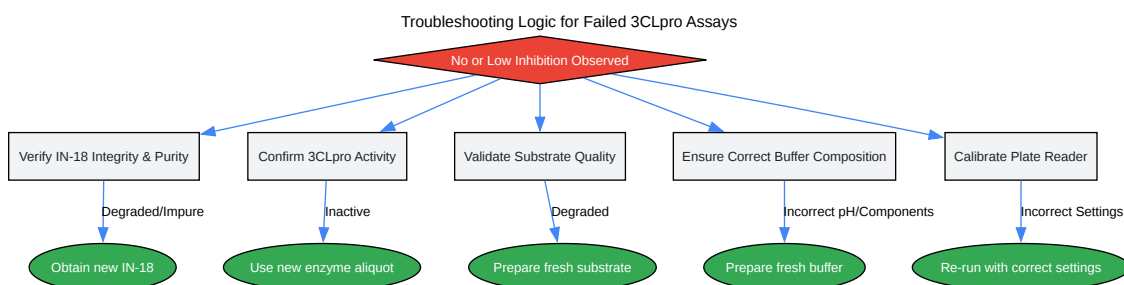 Troubleshooting Logic for Failed 3CLpro Assays
No or Low Inhibition Observed
Verify IN-18 Integrity & Purity
Confirm 3CLpro Activity
Validate Substrate Quality
Ensure Correct Buffer Composition
Calibrate Plate Reader
Degraded/Impure
Inactive
Degraded
Incorrect pH/Components
Incorrect Settings
Obtain new IN-18
Use new enzyme aliquot
Prepare fresh substrate
Prepare fresh buffer
Re-run with correct settings